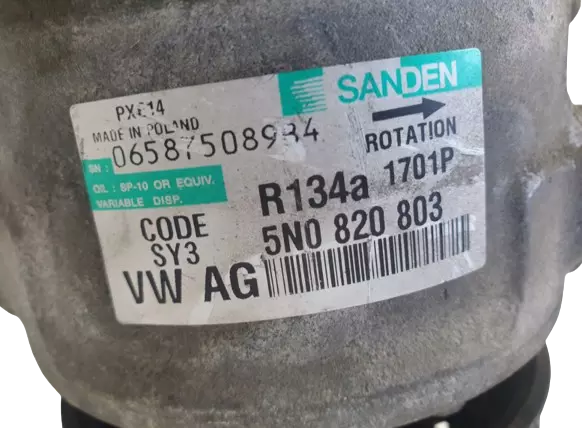 SANDEN
PXE14
MADE IN POLAND
ROTATION
SN :
OIL : SP-10 OR EQUIV.
VARIABLE DISP.
R134a 1701P
CODE
SY3
5N0 820 803
VW AG